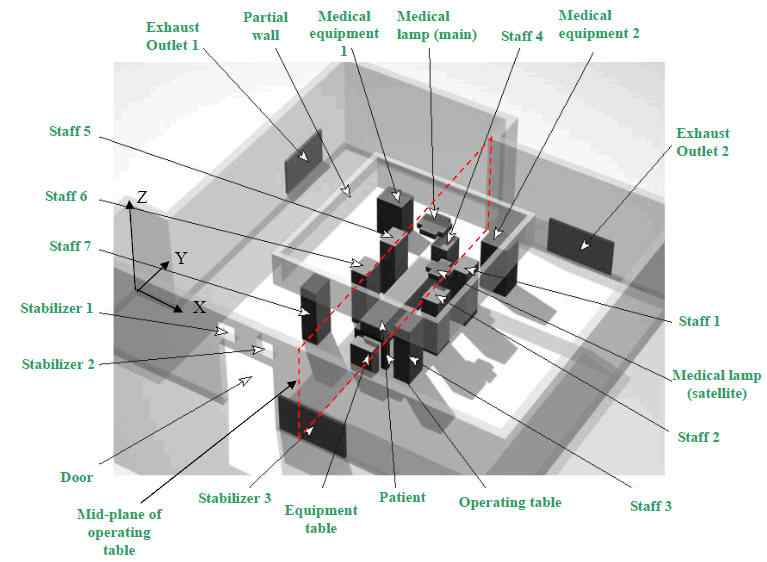 Exhaust
Outlet 1
Partial
wall
Medical
equipment
1
Medical
lamp (main)
Staff 4
Medical
equipment 2
Staff 5
Exhaust
Outlet 2
Staff 6
Z
Staff 7
Y
X
Stabilizer 1
Staff 1
Stabilizer 2
Medical lamp
(satellite)
Staff 2
Door
Stabilizer 3
Patient
Operating table
Staff 3
Equipment
table
Mid-plane of
operating
table